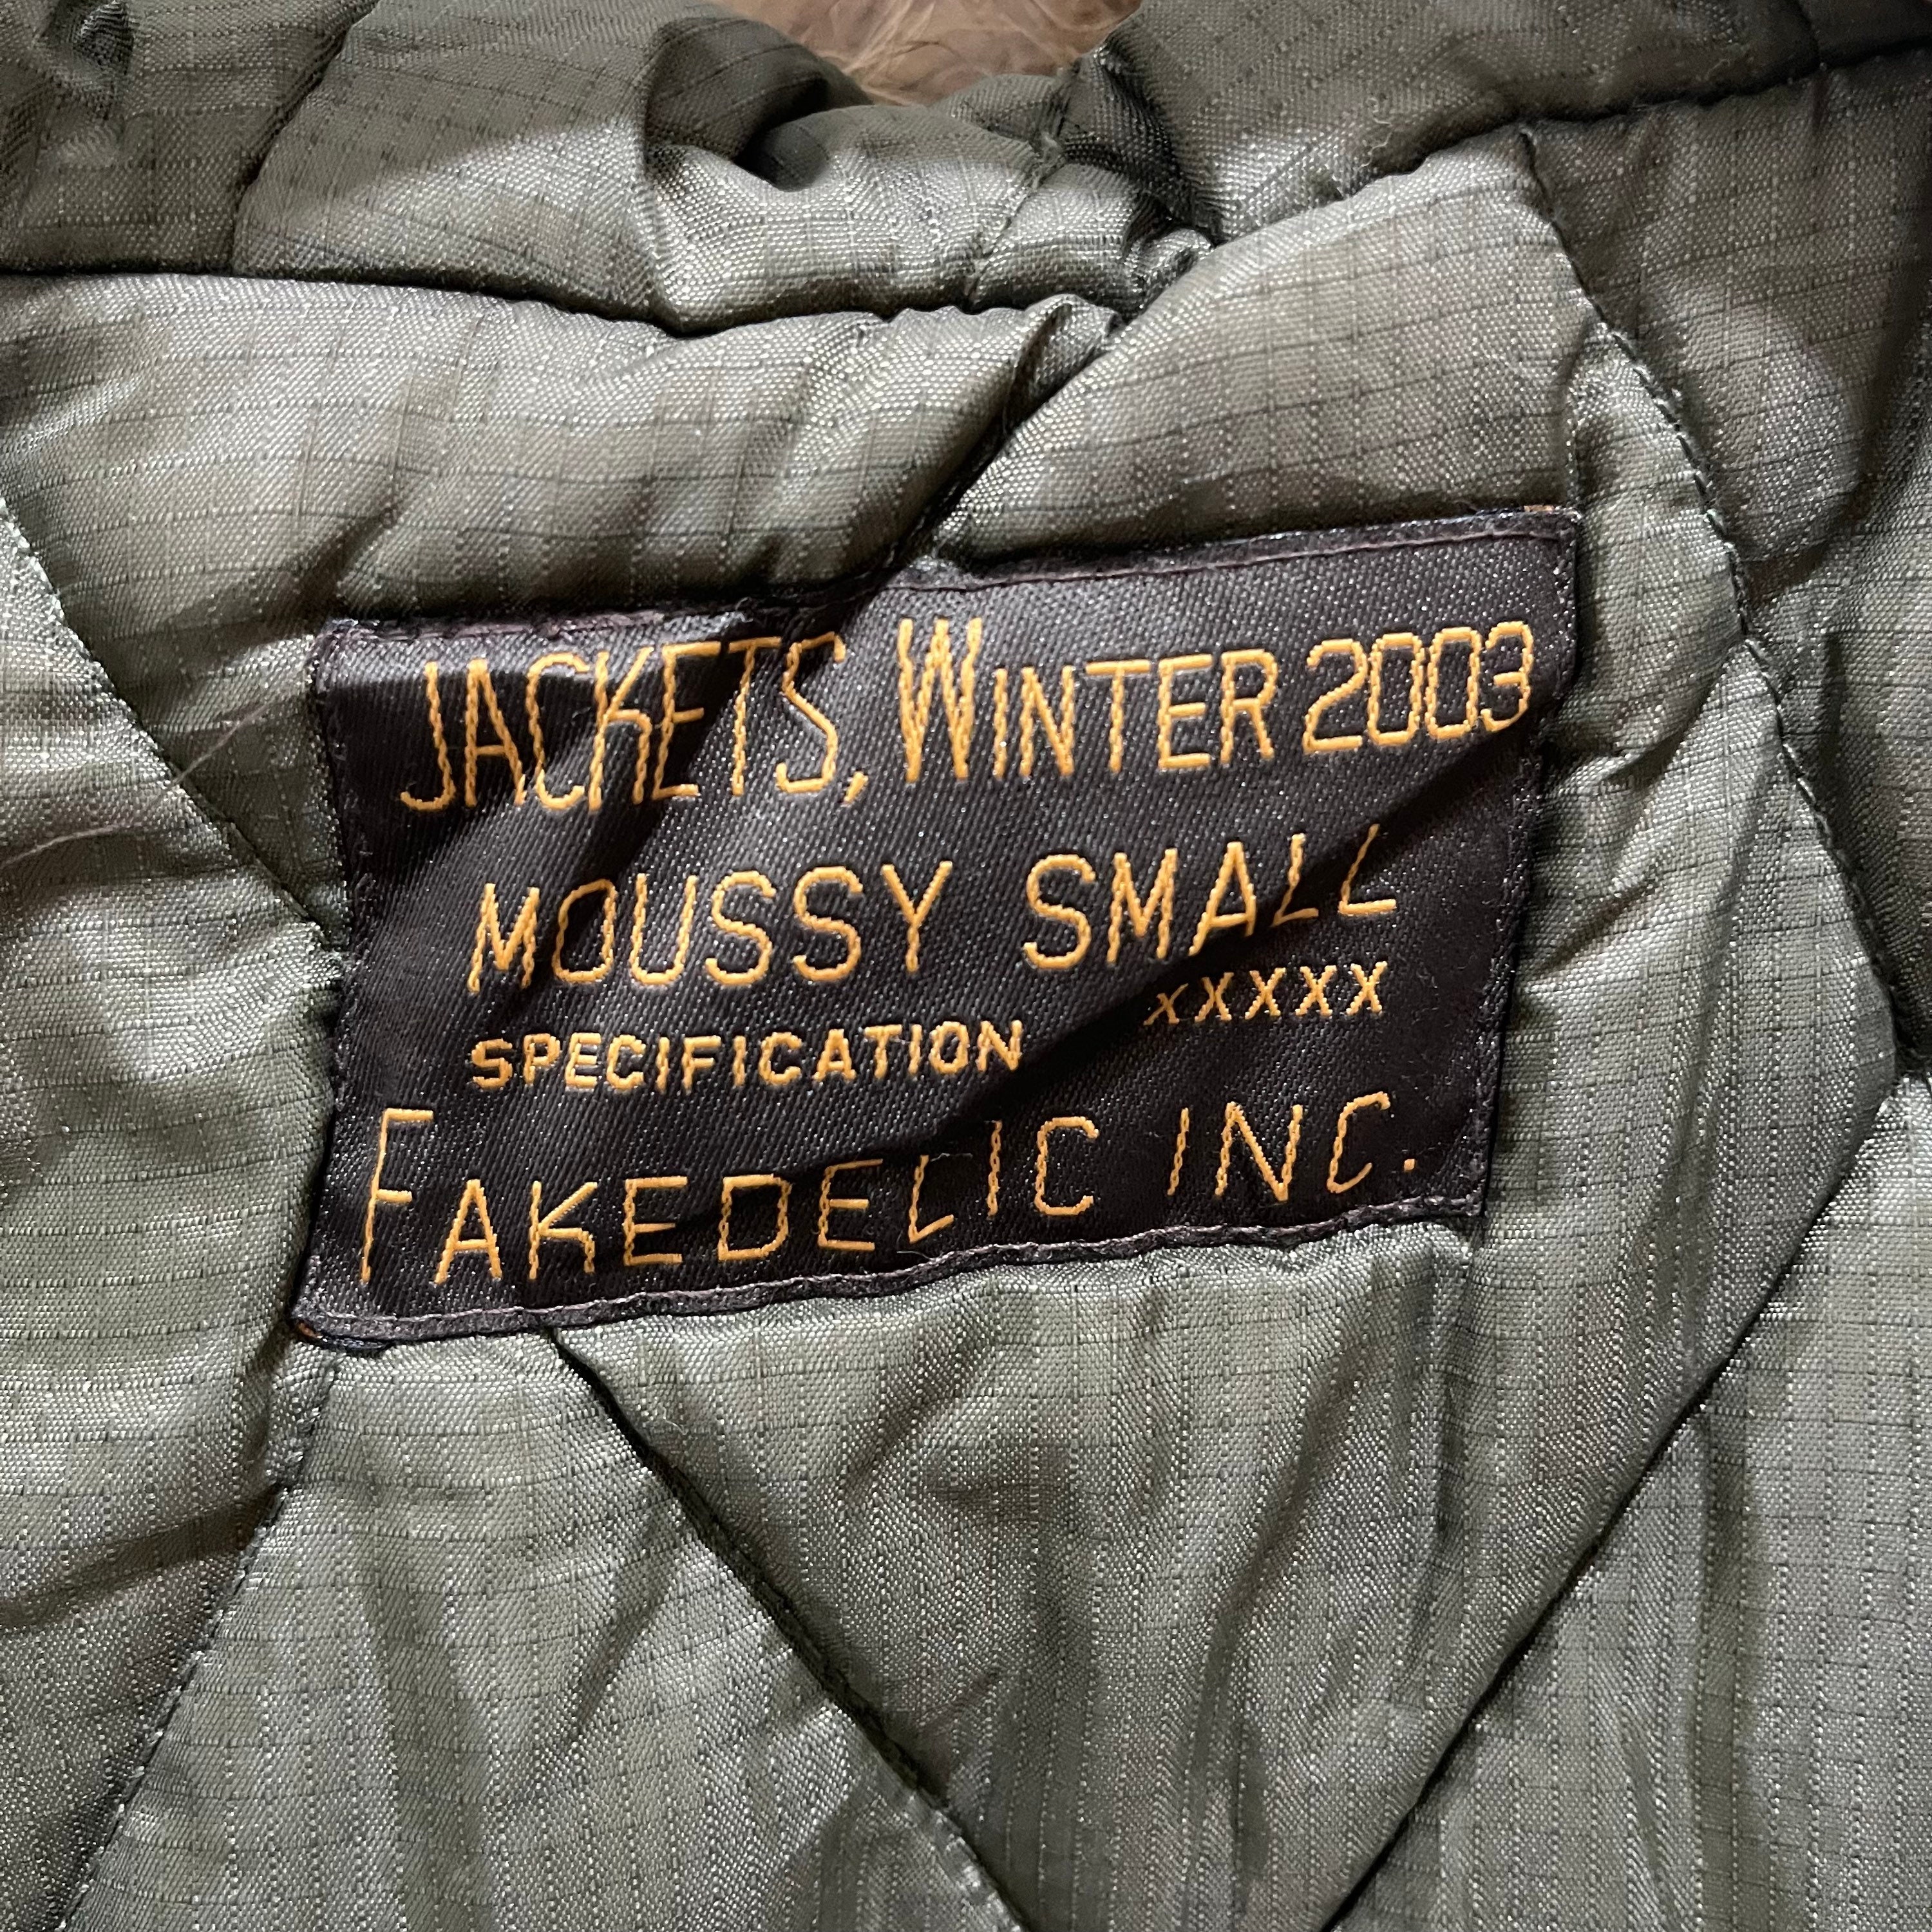 JACKETS, WINTER 2003
MOUSSY SMALL
SPECIFICATION XXXXX
FAKEDELIC INC.